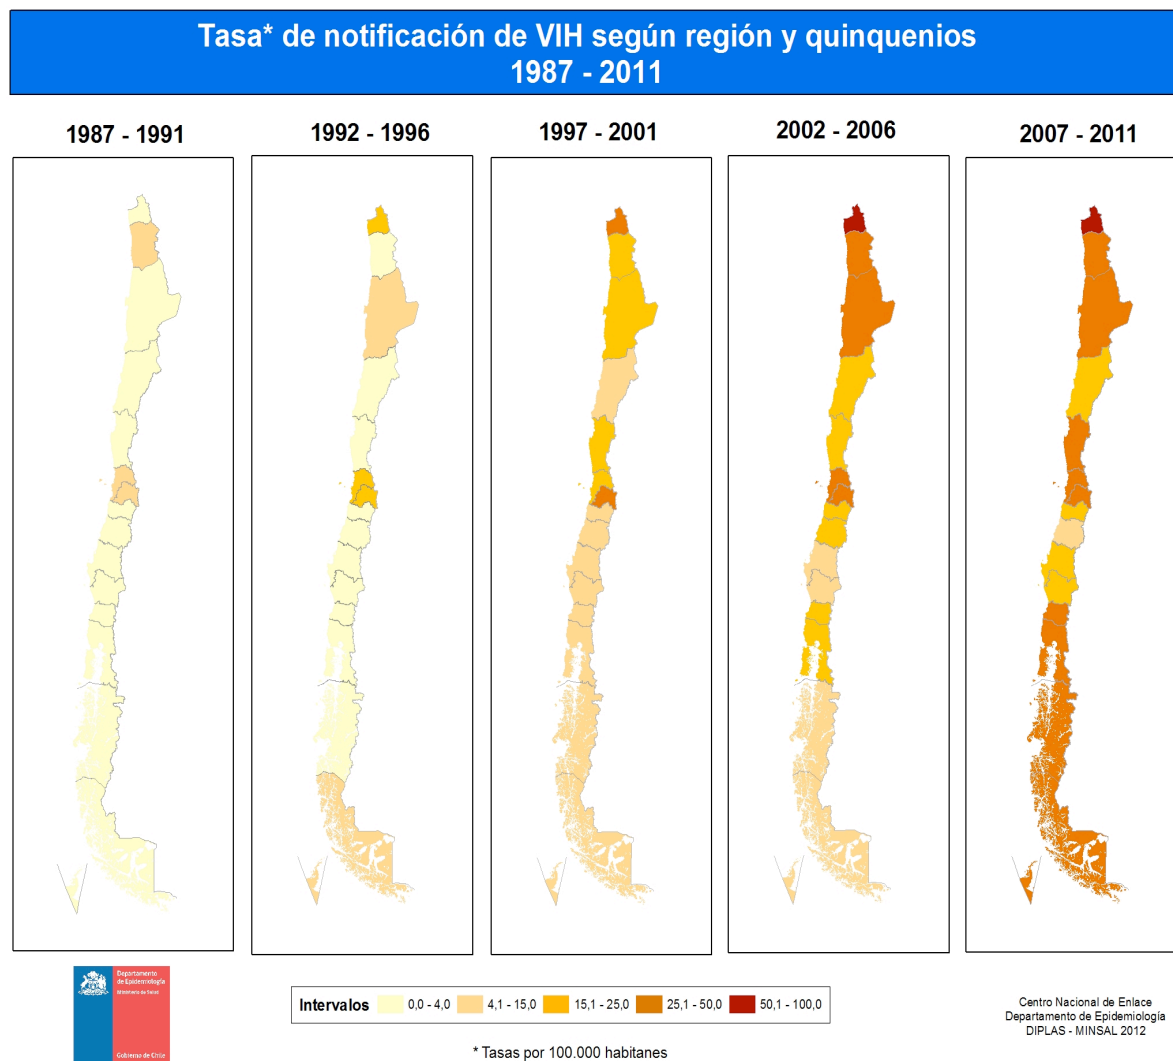 Tasa* de notificación de VIH según región y quinquenios
1987 - 2011
1987 - 1991
1992 - 1996
1997 - 2001
2002 - 2006
2007 - 2011
Departamento
de Epidemiología
Ministerio de Salud
Gobierno de Chile
Intervalos 0,0 - 4,0 4,1 - 15,0 15,1 - 25,0 25,1 - 50,0 50,1 - 100,0
* Tasas por 100.000 habitanes
Centro Nacional de Enlace
Departamento de Epidemiología
DIPLAS - MINSAL 2012